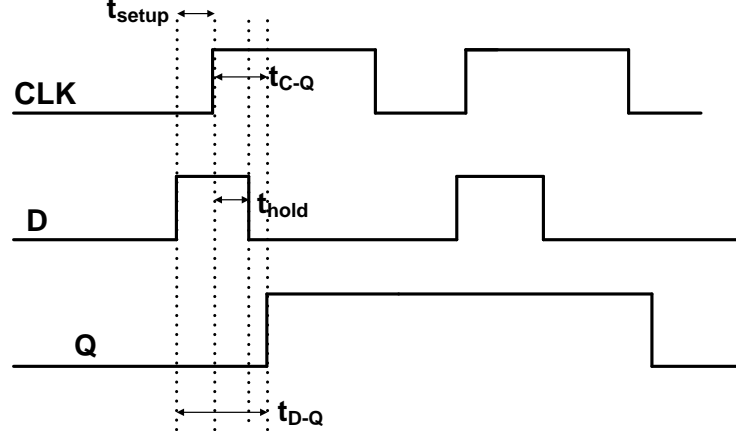 tsetup
tC-Q
CLK
D
thold
Q
tD-Q